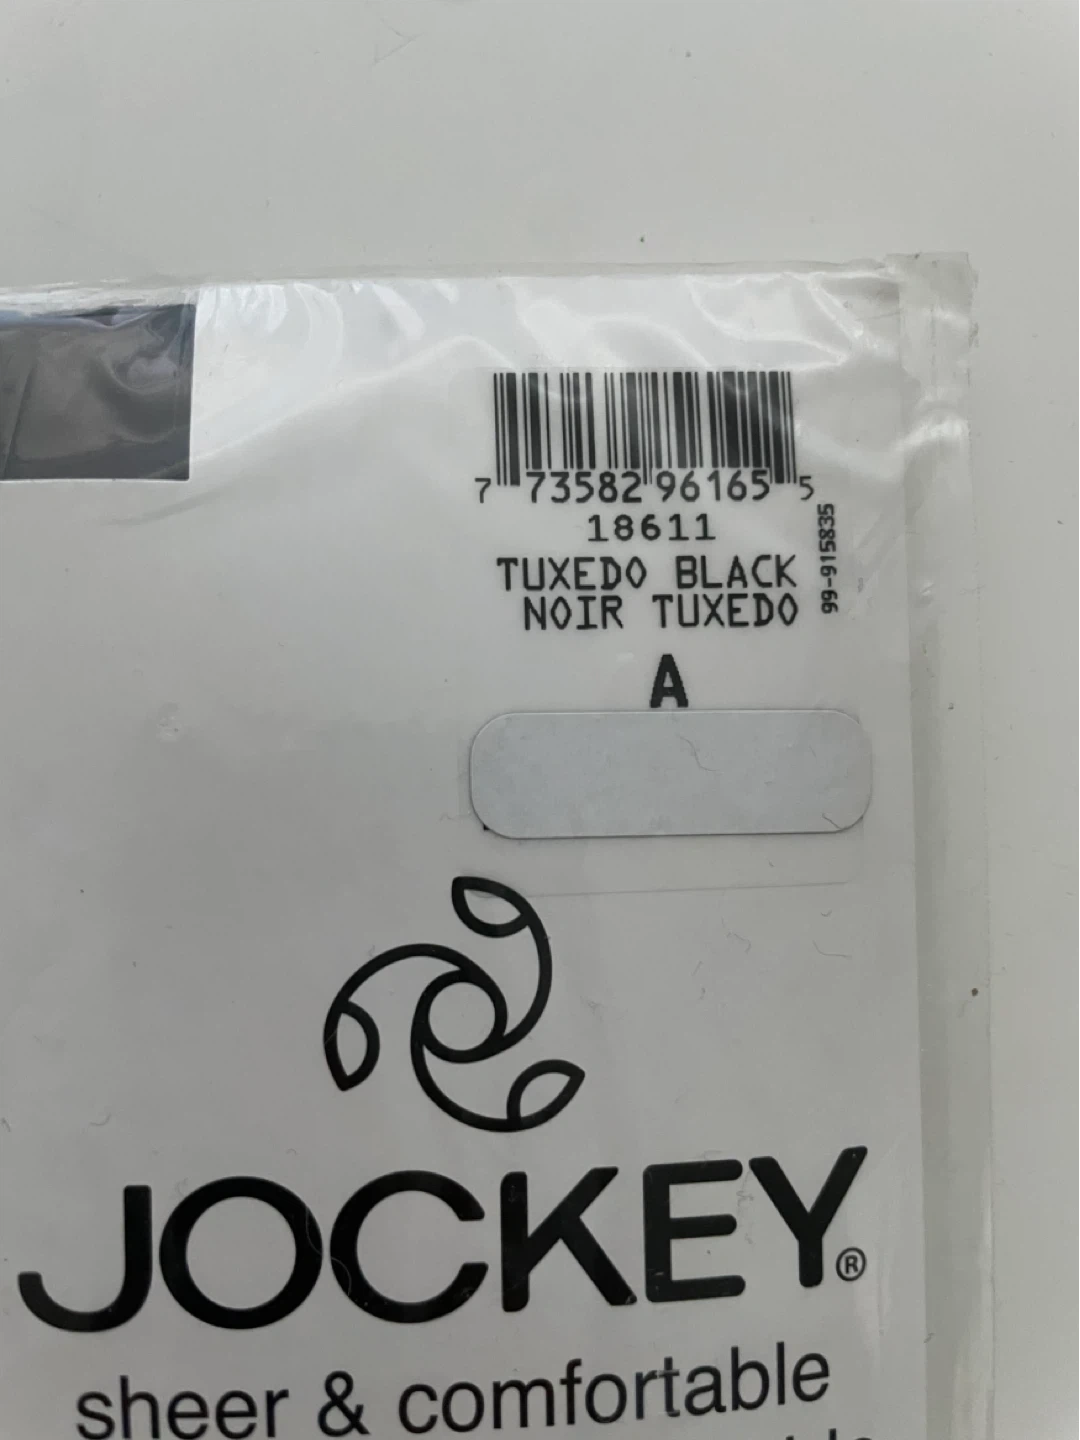 7 73582 96165 5
18611
99-915835
TUXEDO BLACK
NOIR TUXEDO
A
JOCKEY®
sheer & comfortable